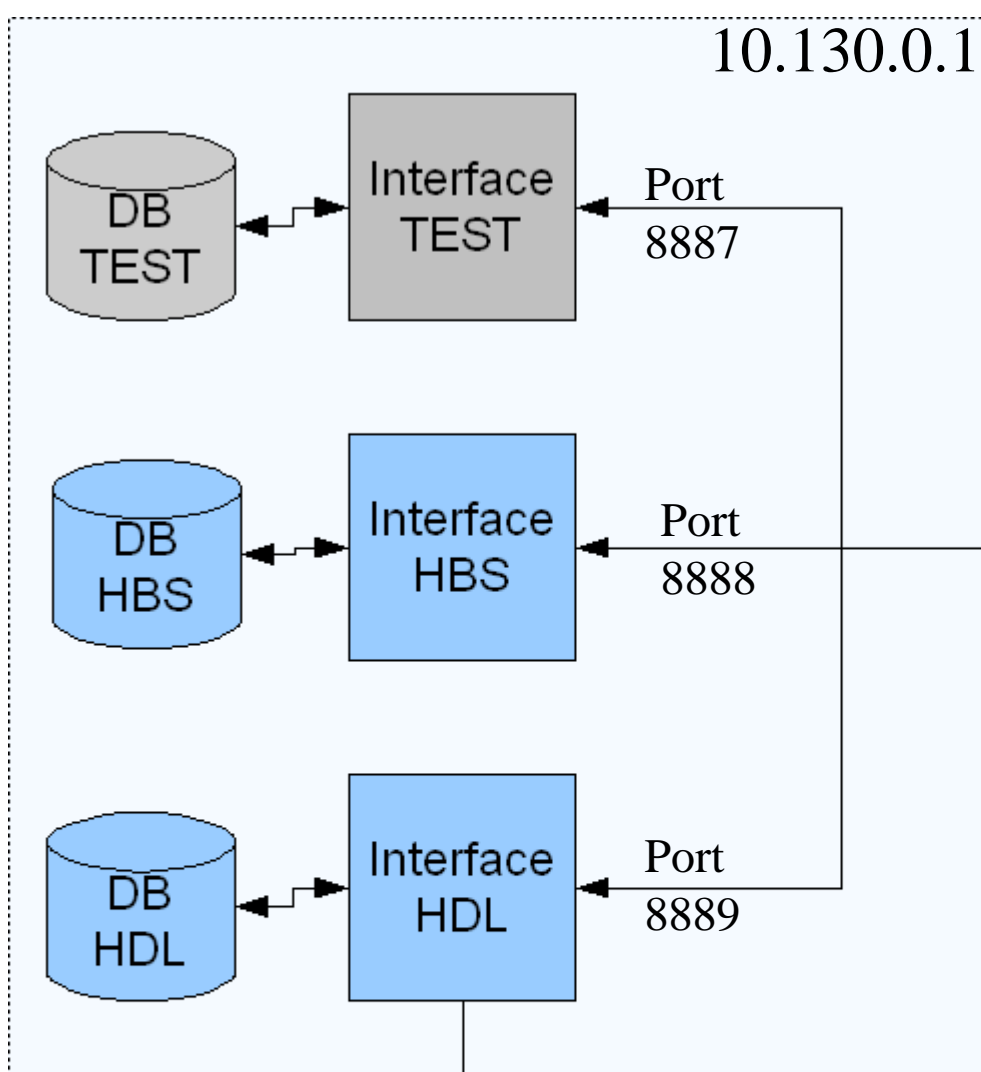 10.130.0.1
DB
TEST
Interface
TEST
Port
8887
DB
HBS
Interface
HBS
Port
8888
DB
HDL
Interface
HDL
Port
8889